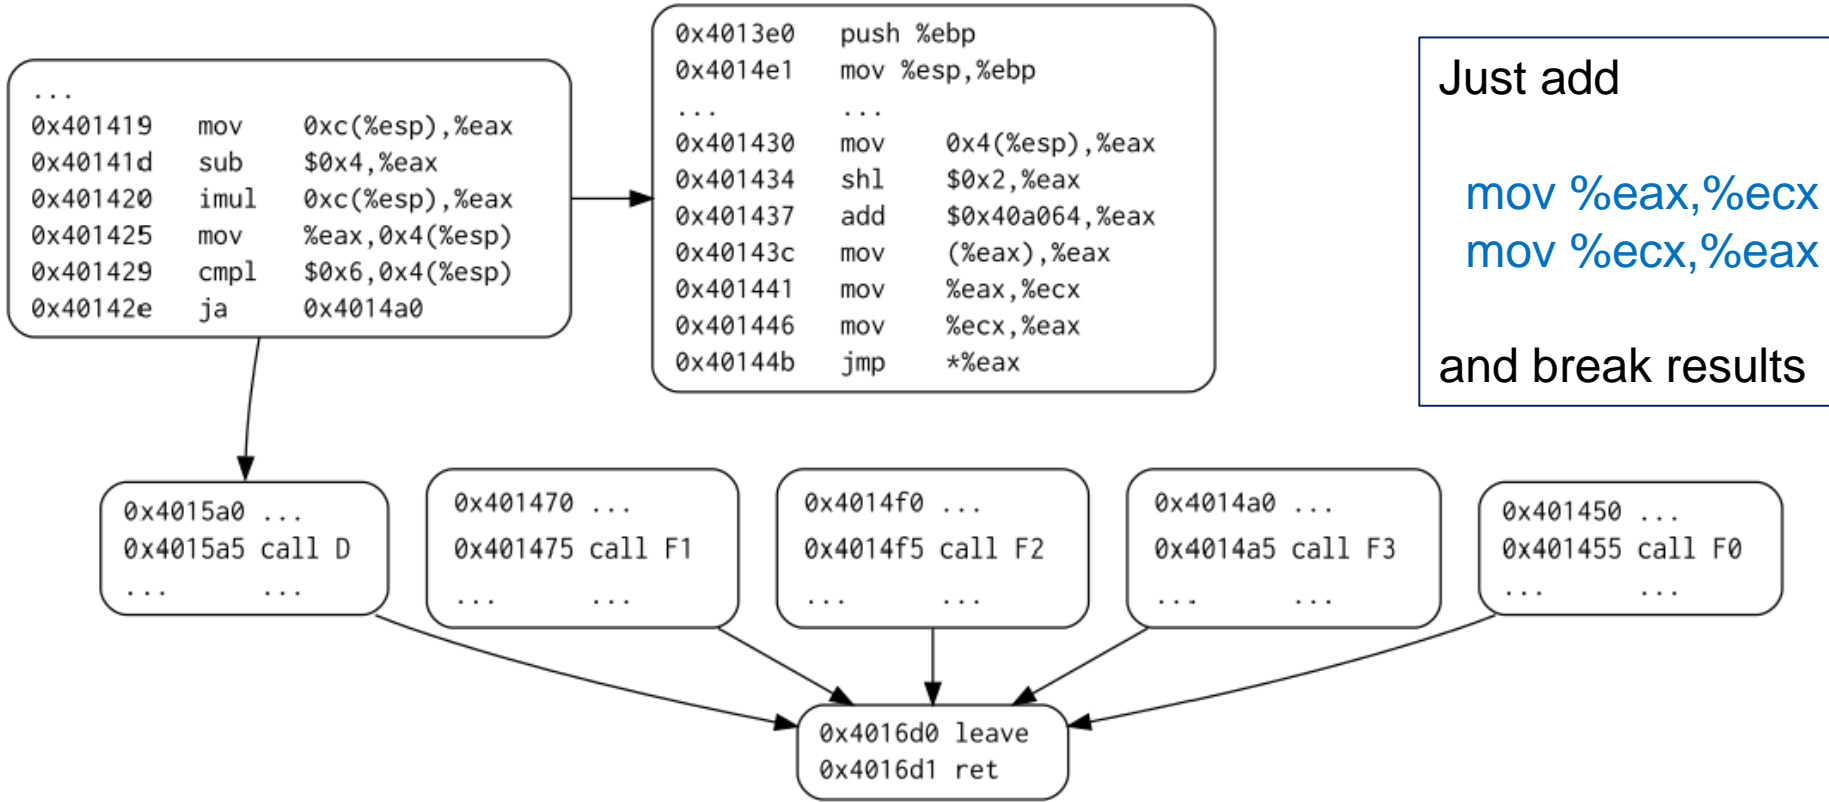 ...
0x401419 mov 0xc(%esp),%eax
0x40141d sub $0x4,%eax
0x401420 imul 0xc(%esp),%eax
0x401425 mov %eax,0x4(%esp)
0x401429 cmpl $0x6,0x4(%esp)
0x40142e ja 0x4014a0
0x4013e0 push %ebp
0x4014e1 mov %esp,%ebp
... ...
0x401430 mov 0x4(%esp),%eax
0x401434 shl $0x2,%eax
0x401437 add $0x40a064,%eax
0x40143c mov (%eax),%eax
0x401441 mov %eax,%ecx
0x401446 mov %ecx,%eax
0x40144b jmp *%eax
Just add
mov %eax,%ecx
mov %ecx,%eax
and break results
0x4015a0 ...
0x4015a5 call D
... ...
0x401470 ...
0x401475 call F1
... ...
0x4014f0 ...
0x4014f5 call F2
... ...
0x4014a0 ...
0x4014a5 call F3
... ...
0x401450 ...
0x401455 call F0
... ...
0x4016d0 leave
0x4016d1 ret